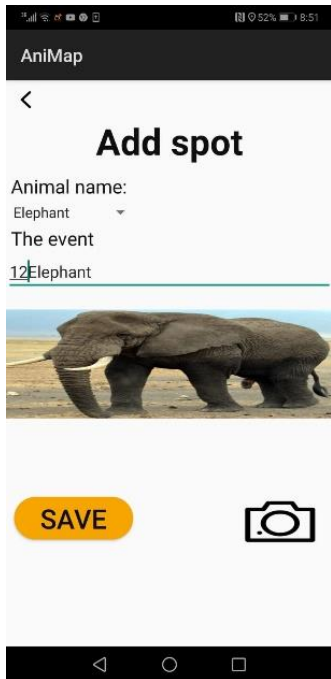 52% 8:51
AniMap
Add spot
Animal name:
Elephant
The event
12Elephant
SAVE